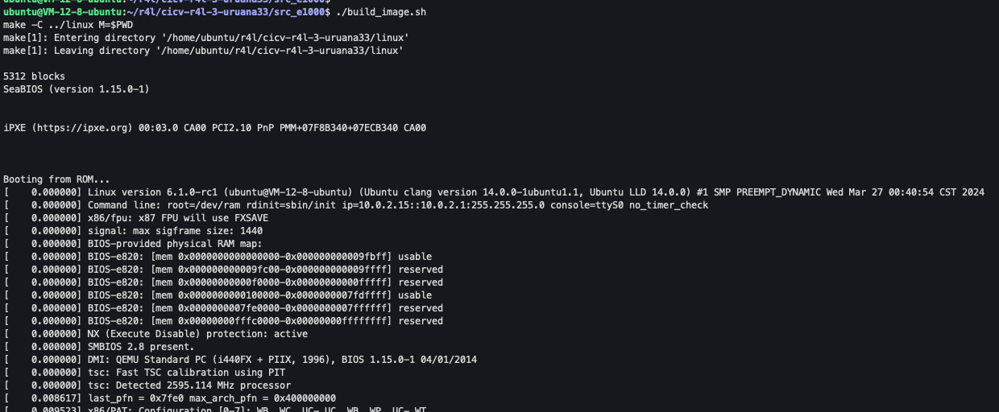 ubuntu@VM-12-8-ubuntu:~/r4l/cicv-r4l-3-uruana33/src_e1000$
ubuntu@VM-12-8-ubuntu:~/r4l/cicv-r4l-3-uruana33/src_e1000$ ./build_image.sh
make -C ../linux M=$PWD
make[1]: Entering directory '/home/ubuntu/r4l/cicv-r4l-3-uruana33/linux'
make[1]: Leaving directory '/home/ubuntu/r4l/cicv-r4l-3-uruana33/linux'
5312 blocks
SeaBIOS (version 1.15.0-1)
iPXE (https://ipxe.org) 00:03.0 CA00 PCI2.10 PnP PMM+07F8B340+07ECB340 CA00
Booting from ROM...
[    0.000000] Linux version 6.1.0-rc1 (ubuntu@VM-12-8-ubuntu) (Ubuntu clang version 14.0.0-1ubuntu1.1, Ubuntu LLD 14.0.0) #1 SMP PREEMPT_DYNAMIC Wed Mar 27 00:40:54 CST 2024
[    0.000000] Command line: root=/dev/ram rdinit=sbin/init ip=10.0.2.15::10.0.2.1:255.255.255.0 console=ttyS0 no_timer_check
[    0.000000] x86/fpu: x87 FPU will use FXSAVE
[    0.000000] signal: max sigframe size: 1440
[    0.000000] BIOS-provided physical RAM map:
[    0.000000] BIOS-e820: [mem 0x0000000000000000-0x000000000009fbff] usable
[    0.000000] BIOS-e820: [mem 0x000000000009fc00-0x000000000009ffff] reserved
[    0.000000] BIOS-e820: [mem 0x00000000000f0000-0x00000000000fffff] reserved
[    0.000000] BIOS-e820: [mem 0x0000000000100000-0x0000000007fdffff] usable
[    0.000000] BIOS-e820: [mem 0x0000000007fe0000-0x0000000007ffffff] reserved
[    0.000000] BIOS-e820: [mem 0x00000000fffc0000-0x00000000ffffffff] reserved
[    0.000000] NX (Execute Disable) protection: active
[    0.000000] SMBIOS 2.8 present.
[    0.000000] DMI: QEMU Standard PC (i440FX + PIIX, 1996), BIOS 1.15.0-1 04/01/2014
[    0.000000] tsc: Fast TSC calibration using PIT
[    0.000000] tsc: Detected 2595.114 MHz processor
[    0.008617] last_pfn = 0x7fe0 max_arch_pfn = 0x400000000
[    0.009523] x86/PAT: Configuration [0-7]: WB  WC  UC- UC  WB  WP  UC- WT